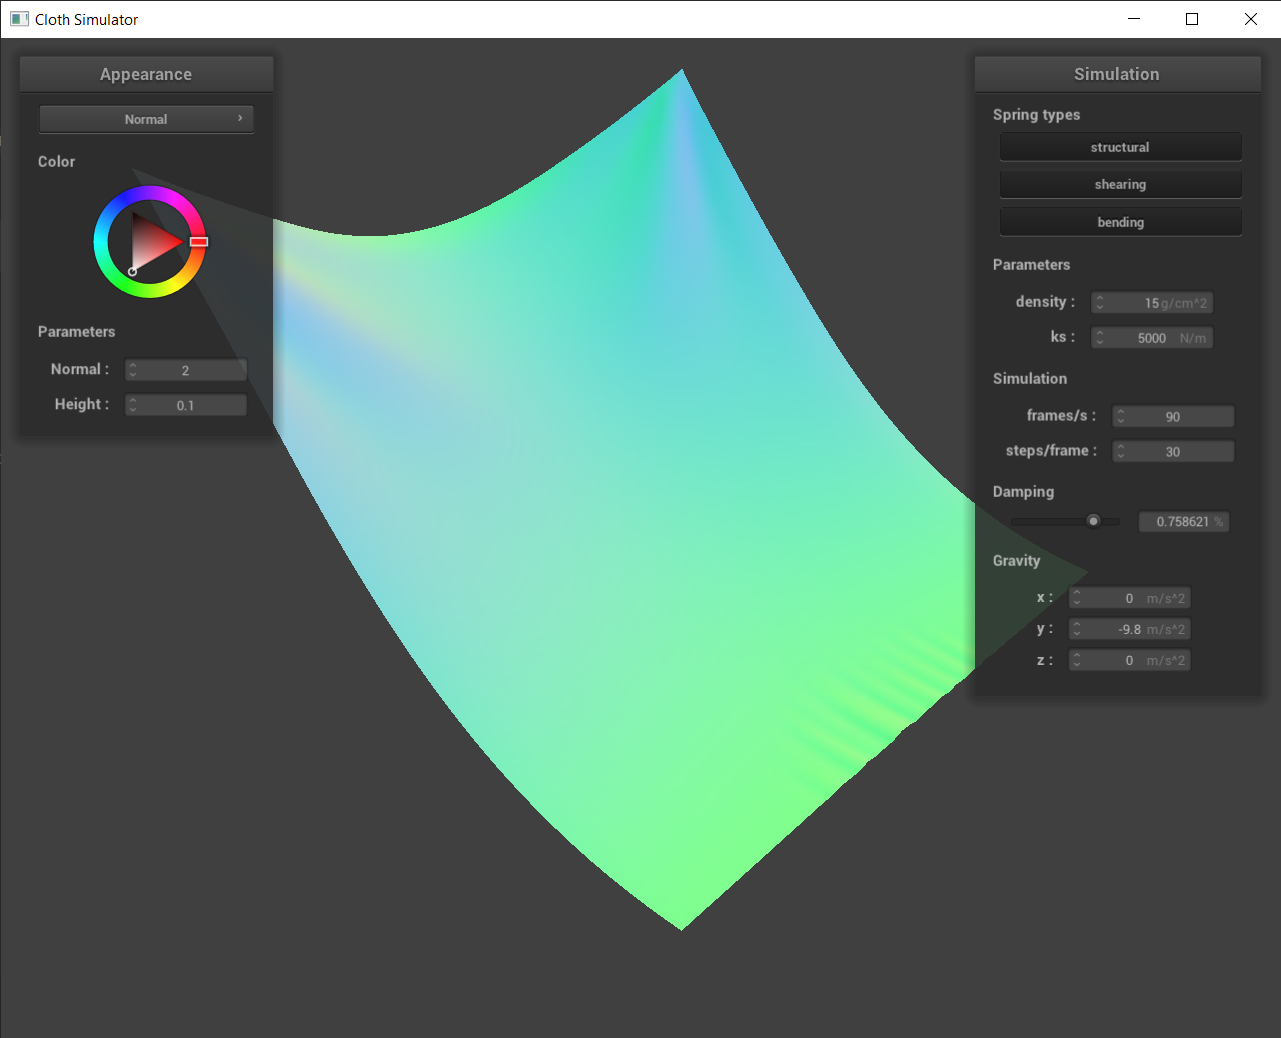 Cloth Simulator
Appearance
Normal
Color
Parameters
Normal :
2
Height :
0.1
Simulation
Spring types
structural
shearing
bending
Parameters
density :
15 g/cm^2
ks :
5000 N/m
Simulation
frames/s :
90
steps/frame :
30
Damping
0.758621 %
Gravity
x :
0 m/s^2
y :
-9.8 m/s^2
z :
0 m/s^2